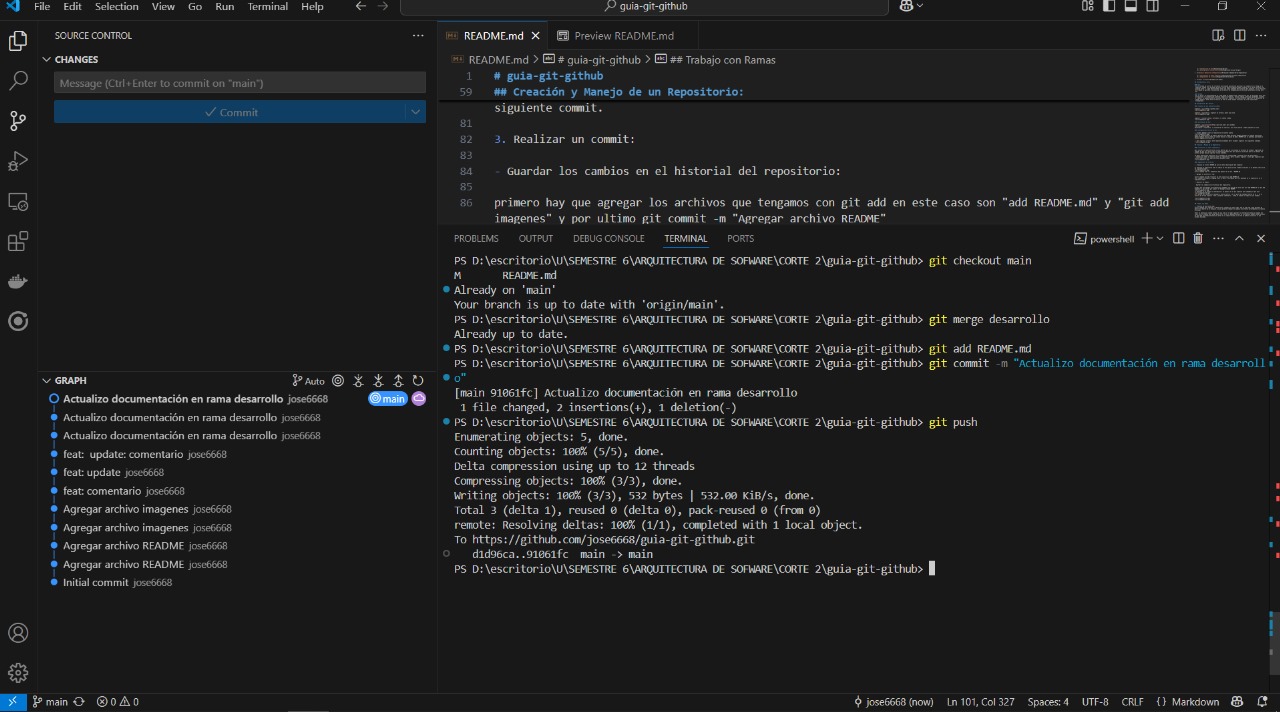 File Edit Selection View Go Run Terminal Help
guia-git-github
SOURCE CONTROL
CHANGES
Message (Ctrl+Enter to commit on "main")
Commit
GRAPH
Auto
Actualizo documentación en rama desarrollo jose6668 main
Actualizo documentación en rama desarrollo jose6668
Actualizo documentación en rama desarrollo jose6668
feat: update: comentario jose6668
feat: update jose6668
feat: comentario jose6668
Agregar archivo imagenes jose6668
Agregar archivo imagenes jose6668
Agregar archivo README jose6668
Agregar archivo README jose6668
Initial commit jose6668
README.md
Preview README.md
README.md > # guia-git-github > ## Trabajo con Ramas
1 # guia-git-github
59 ## Creación y Manejo de un Repositorio:
siguiente commit.
81
82 3. Realizar un commit:
83
84 - Guardar los cambios en el historial del repositorio:
85
86 primero hay que agregar los archivos que tengamos con git add en este caso son "add README.md" y "git add
imagenes" y por ultimo git commit -m "Agregar archivo README"
PROBLEMS OUTPUT DEBUG CONSOLE TERMINAL PORTS
powershell
PS D:\escritorio\U\SEMESTRE 6\ARQUITECTURA DE SOFWARE\CORTE 2\guia-git-github> git checkout main
M README.md
Already on 'main'
Your branch is up to date with 'origin/main'.
PS D:\escritorio\U\SEMESTRE 6\ARQUITECTURA DE SOFWARE\CORTE 2\guia-git-github> git merge desarrollo
Already up to date.
PS D:\escritorio\U\SEMESTRE 6\ARQUITECTURA DE SOFWARE\CORTE 2\guia-git-github> git add README.md
PS D:\escritorio\U\SEMESTRE 6\ARQUITECTURA DE SOFWARE\CORTE 2\guia-git-github> git commit -m "Actualizo documentación en rama desarroll
o"
[main 91061fc] Actualizo documentación en rama desarrollo
1 file changed, 2 insertions(+), 1 deletion(-)
PS D:\escritorio\U\SEMESTRE 6\ARQUITECTURA DE SOFWARE\CORTE 2\guia-git-github> git push
Enumerating objects: 5, done.
Counting objects: 100% (5/5), done.
Delta compression using up to 12 threads
Compressing objects: 100% (3/3), done.
Writing objects: 100% (3/3), 532 bytes | 532.00 KiB/s, done.
Total 3 (delta 1), reused 0 (delta 0), pack-reused 0 (from 0)
remote: Resolving deltas: 100% (1/1), completed with 1 local object.
To https://github.com/jose6668/guia-git-github.git
d1d96ca..91061fc main -> main
PS D:\escritorio\U\SEMESTRE 6\ARQUITECTURA DE SOFWARE\CORTE 2\guia-git-github>
main 0 0 jose6668 (now) Ln 101, Col 327 Spaces: 4 UTF-8 CRLF {} Markdown